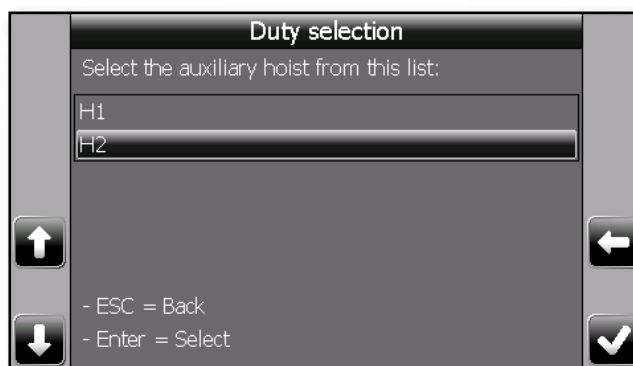 Duty selection
Select the auxiliary hoist from this list:
H1
H2
- ESC = Back
- Enter = Select